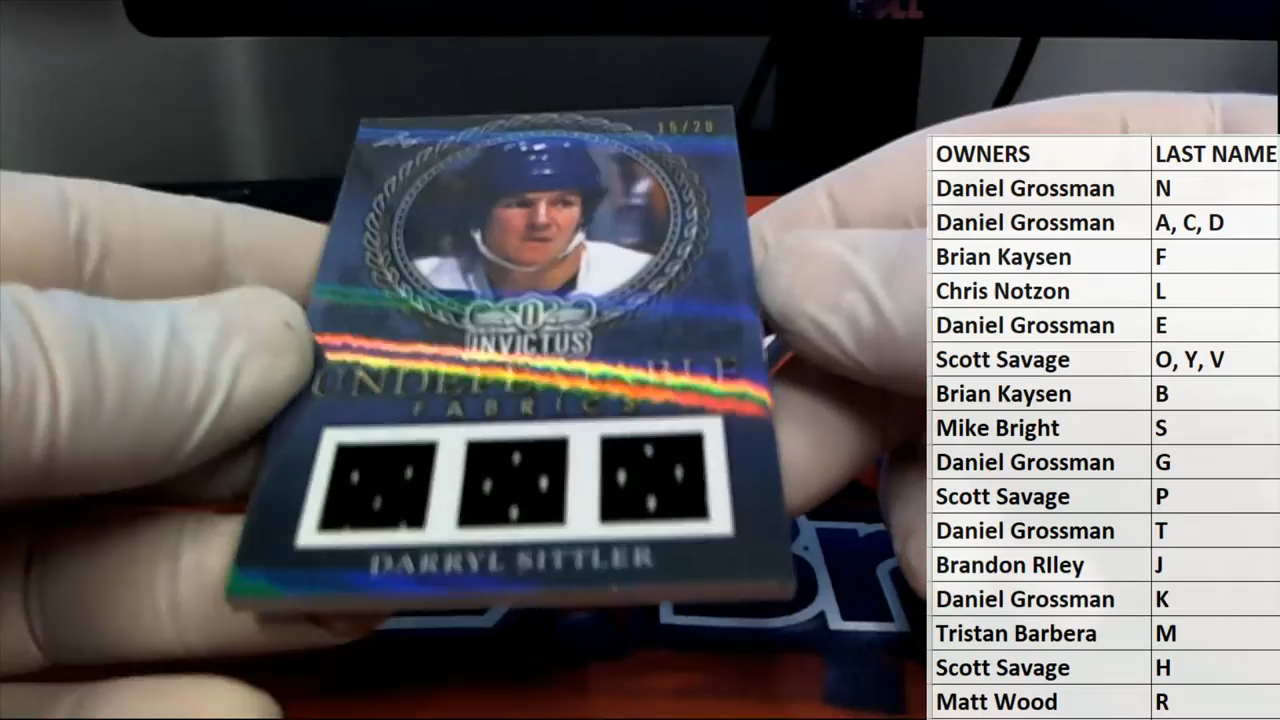 15/20
INVICTUS
FABRICS
DARRYL SITTLER
OWNERS LAST NAME
Daniel Grossman N
Daniel Grossman A, C, D
Brian Kaysen F
Chris Notzon L
Daniel Grossman E
Scott Savage O, Y, V
Brian Kaysen B
Mike Bright S
Daniel Grossman G
Scott Savage P
Daniel Grossman T
Brandon RIley J
Daniel Grossman K
Tristan Barbera M
Scott Savage H
Matt Wood R